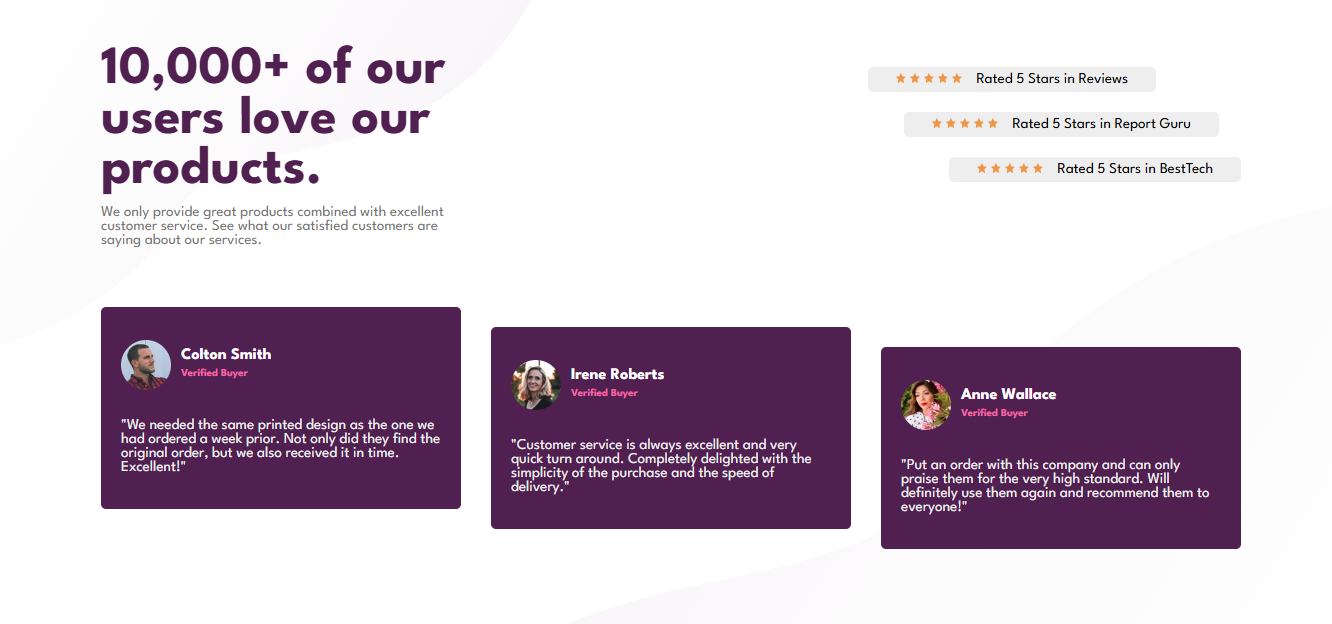 10,000+ of our
users love our
products.
We only provide great products combined with excellent
customer service. See what our satisfied customers are
saying about our services.
Rated 5 Stars in Reviews
Rated 5 Stars in Report Guru
Rated 5 Stars in BestTech
Colton Smith
Verified Buyer
"We needed the same printed design as the one we
had ordered a week prior. Not only did they find the
original order, but we also received it in time.
Excellent!"
Irene Roberts
Verified Buyer
"Customer service is always excellent and very
quick turn around. Completely delighted with the
simplicity of the purchase and the speed of
delivery."
Anne Wallace
Verified Buyer
"Put an order with this company and can only
praise them for the very high standard. Will
definitely use them again and recommend them to
everyone!"